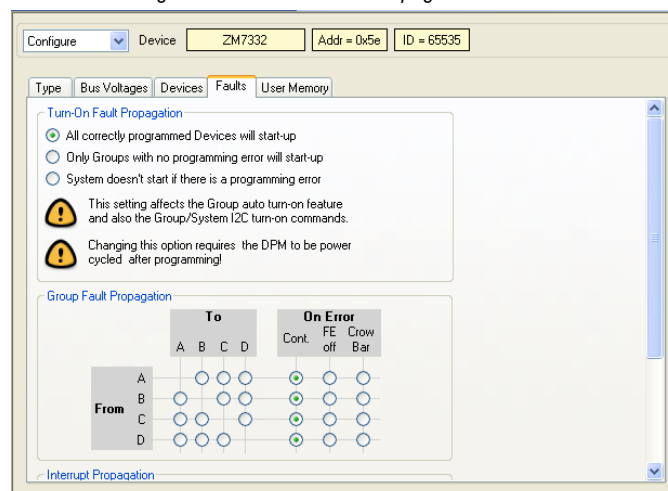 Configure Device ZM7332 Addr = 0x5e ID = 65535
Type Bus Voltages Devices Faults User Memory
Turn-On Fault Propagation
All correctly programmed Devices will start-up
Only Groups with no programming error will start-up
System doesn't start if there is a programming error
This setting affects the Group auto turn-on feature
and also the Group/System I2C turn-on commands.
Changing this option requires the DPM to be power
cycled after programming!
Group Fault Propagation
To On Error
A B C D Cont. FE off Crow Bar
From
A
B
C
D
Interrupt Propagation